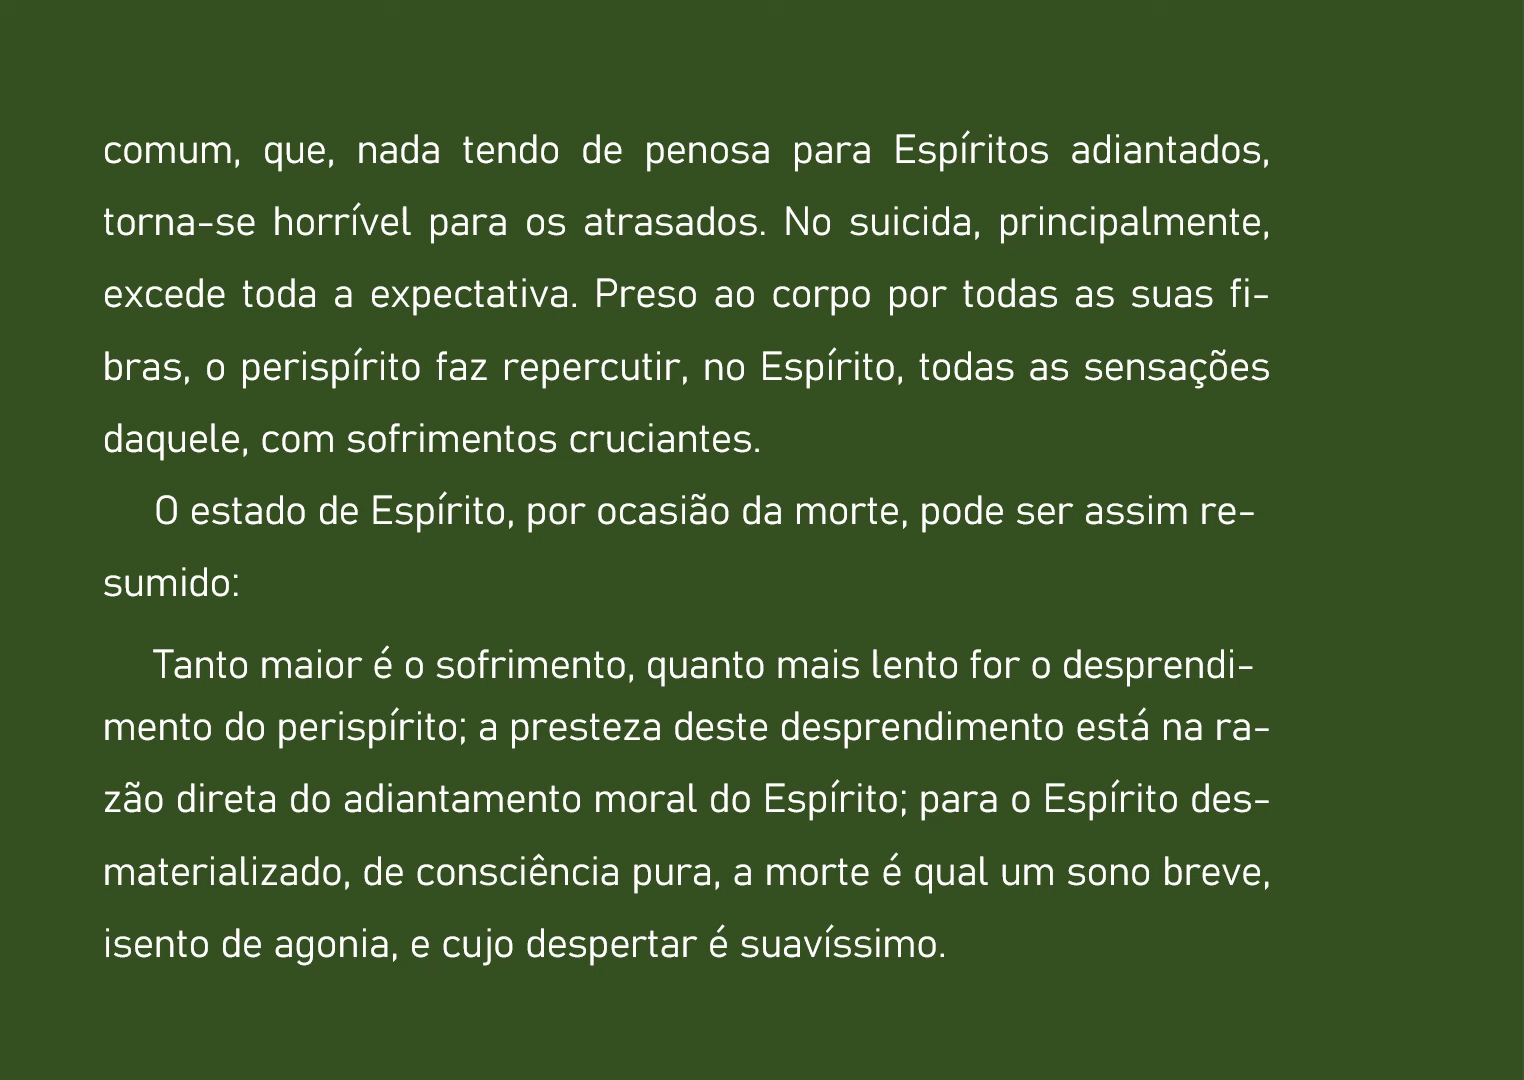 comum, que, nada tendo de penosa para Espíritos adiantados,
torna-se horrível para os atrasados. No suicida, principalmente,
excede toda a expectativa. Preso ao corpo por todas as suas fi-
bras, o perispírito faz repercutir, no Espírito, todas as sensações
daquele, com sofrimentos cruciantes.
O estado de Espírito, por ocasião da morte, pode ser assim re-
sumido:
Tanto maior é o sofrimento, quanto mais lento for o desprendi-
mento do perispírito; a presteza deste desprendimento está na ra-
zão direta do adiantamento moral do Espírito; para o Espírito des-
materializado, de consciência pura, a morte é qual um sono breve,
isento de agonia, e cujo despertar é suavíssimo.